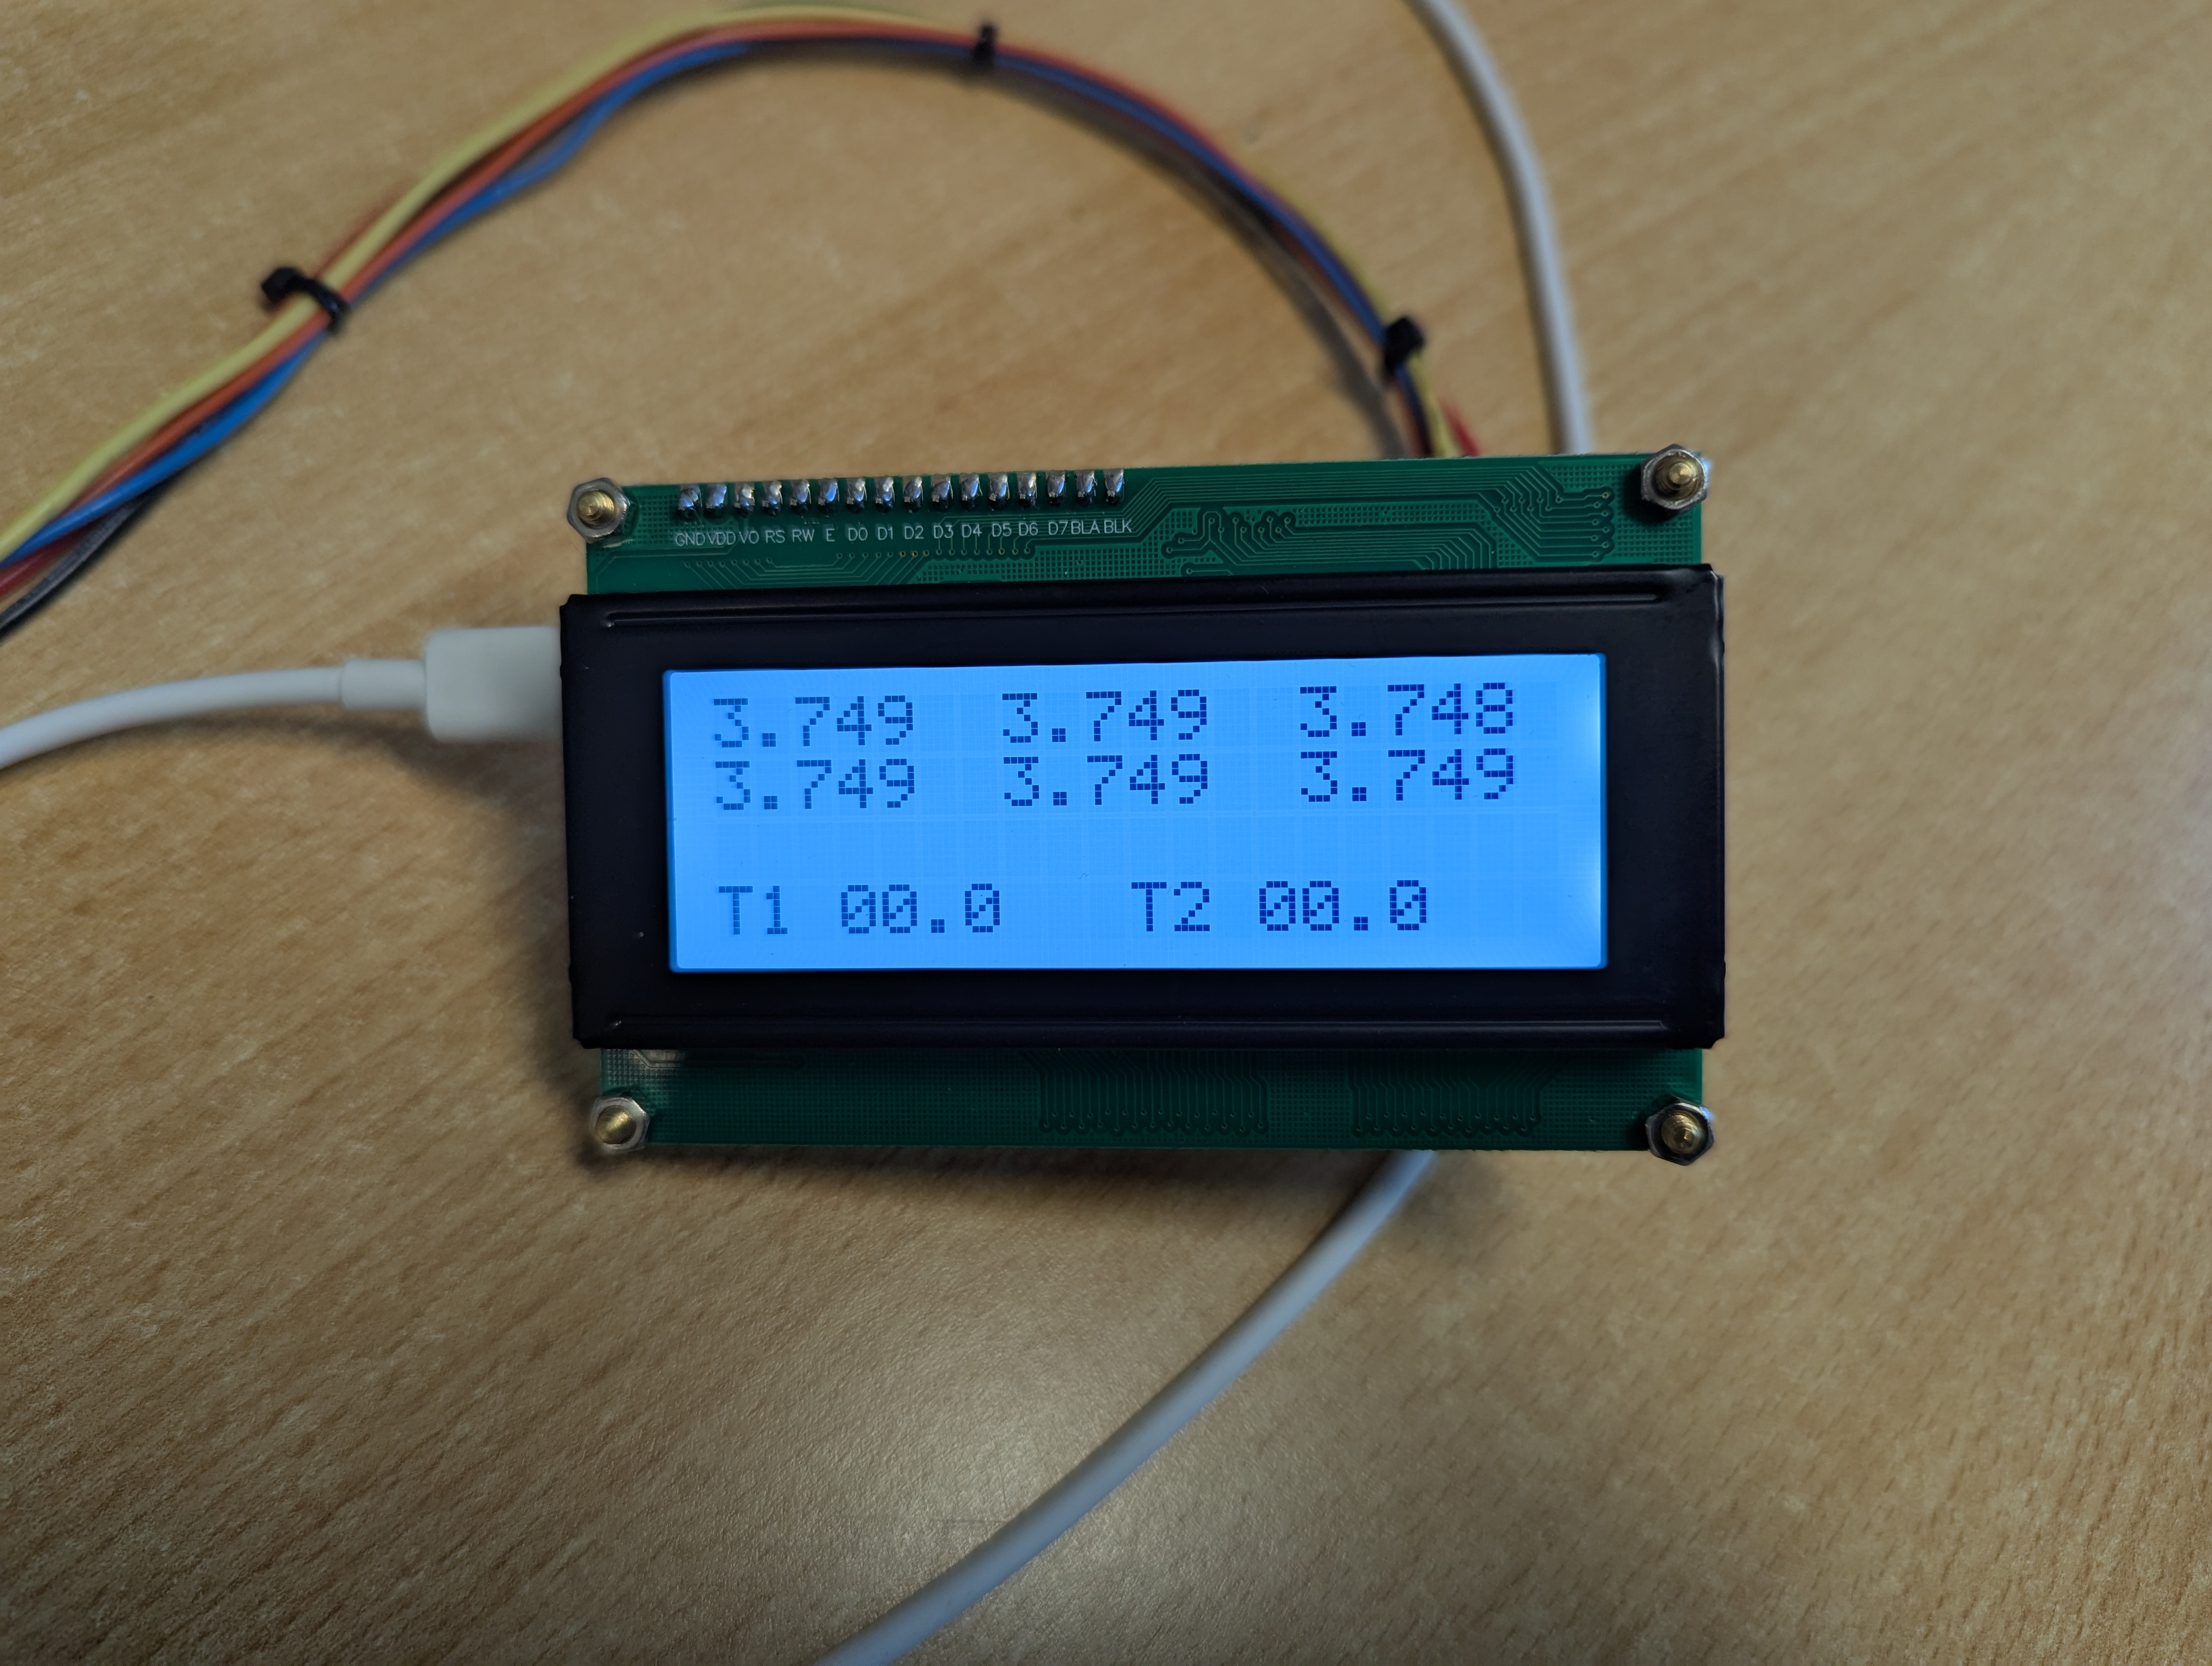 GND VDD VO RS RW E D0 D1 D2 D3 D4 D5 D6 D7 BLA BLK
3.749 3.749 3.748
3.749 3.749 3.749
T1 00.0 T2 00.0